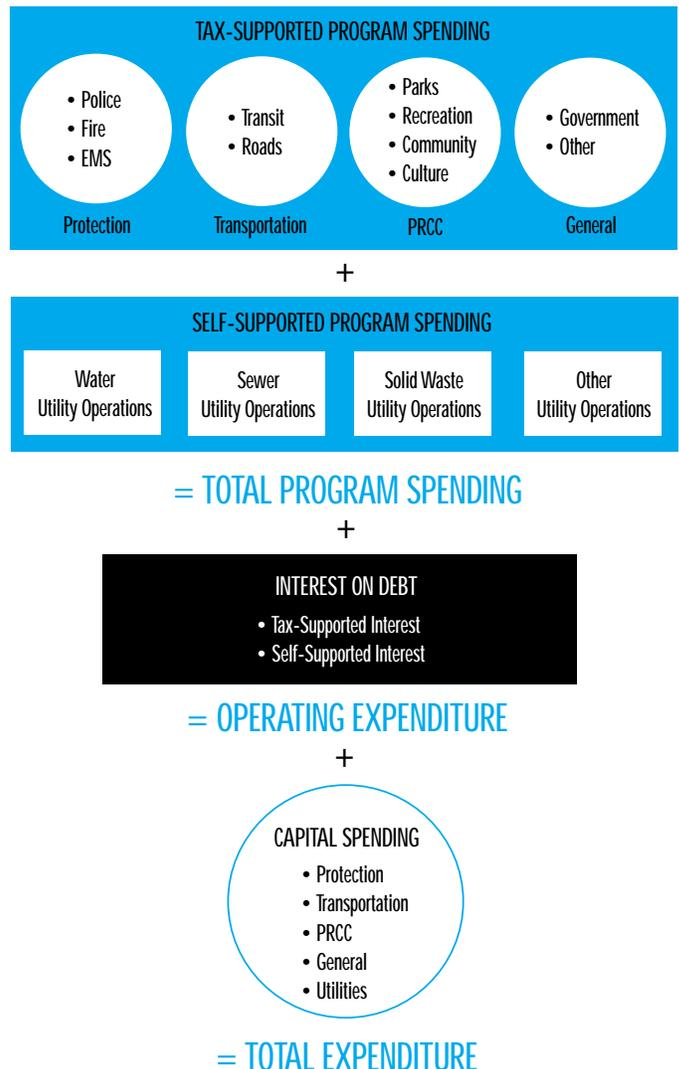 TAX-SUPPORTED PROGRAM SPENDING
• Police
• Fire
• EMS
Protection
• Transit
• Roads
Transportation
• Parks
• Recreation
• Community
• Culture
PRCC
• Government
• Other
General
+
SELF-SUPPORTED PROGRAM SPENDING
Water
Utility Operations
Sewer
Utility Operations
Solid Waste
Utility Operations
Other
Utility Operations
= TOTAL PROGRAM SPENDING
+
INTEREST ON DEBT
• Tax-Supported Interest
• Self-Supported Interest
= OPERATING EXPENDITURE
+
CAPITAL SPENDING
• Protection
• Transportation
• PRCC
• General
• Utilities
= TOTAL EXPENDITURE